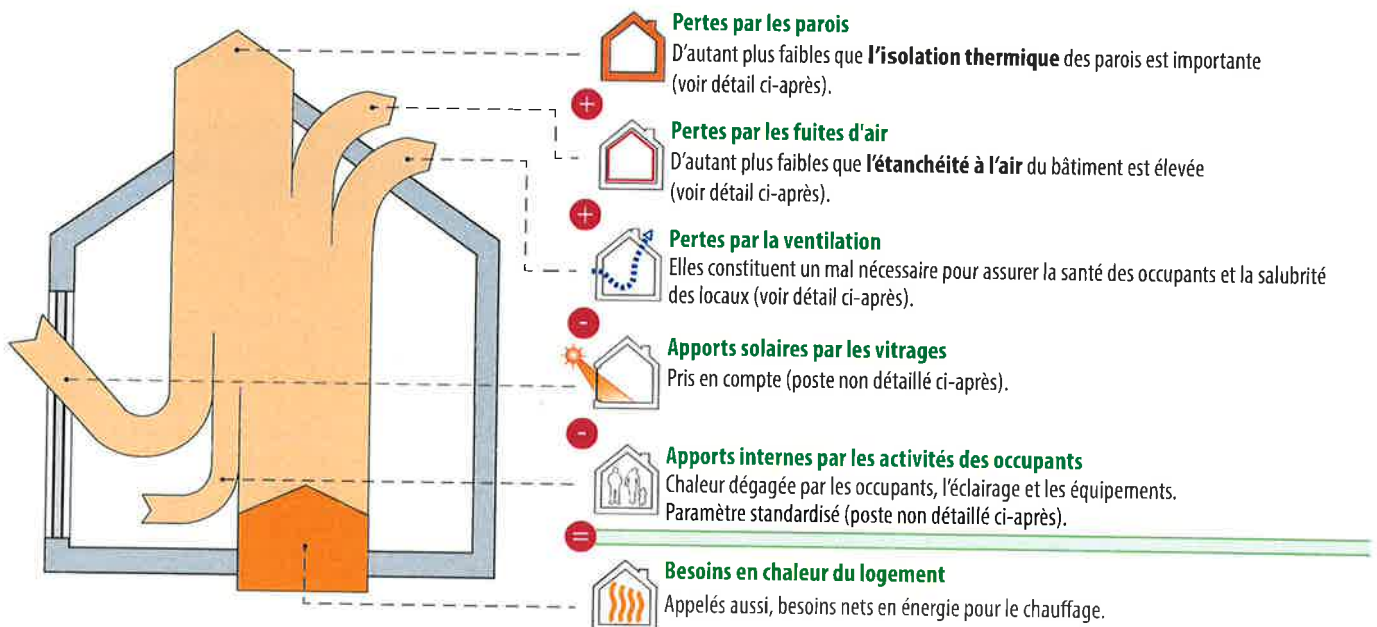 Pertes par les parois
D'autant plus faibles que l'isolation thermique des parois est importante
(voir détail ci-après).
+
Pertes par les fuites d'air
D'autant plus faibles que l'étanchéité à l'air du bâtiment est élevée
(voir détail ci-après).
+
Pertes par la ventilation
Elles constituent un mal nécessaire pour assurer la santé des occupants et la salubrité
des locaux (voir détail ci-après).
-
Apports solaires par les vitrages
Pris en compte (poste non détaillé ci-après).
-
Apports internes par les activités des occupants
Chaleur dégagée par les occupants, l'éclairage et les équipements.
Paramètre standardisé (poste non détaillé ci-après).
=
Besoins en chaleur du logement
Appelés aussi, besoins nets en énergie pour le chauffage.